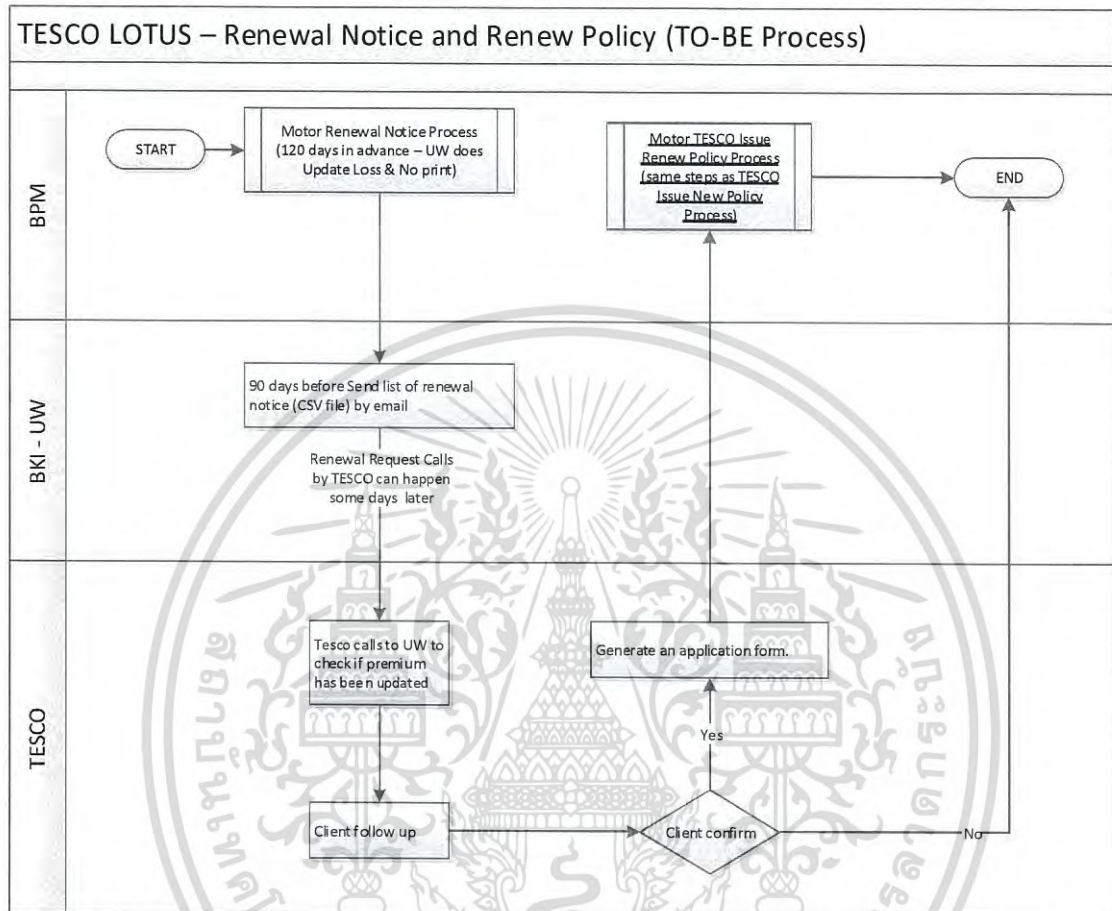 TESCO LOTUS – Renewal Notice and Renew Policy (TO-BE Process)
BPM
START
Motor Renewal Notice Process
(120 days in advance – UW does
Update Loss & No print)
Motor TESCO Issue
Renew Policy Process
(same steps as TESCO
Issue New Policy
Process)
END
BKI - UW
90 days before Send list of renewal
notice (CSV file) by email
Renewal Request Calls
by TESCO can happen
some days later
TESCO
Tesco calls to UW to
check if premium
has been updated
Generate an application form.
Yes
Client follow up
Client confirm
No